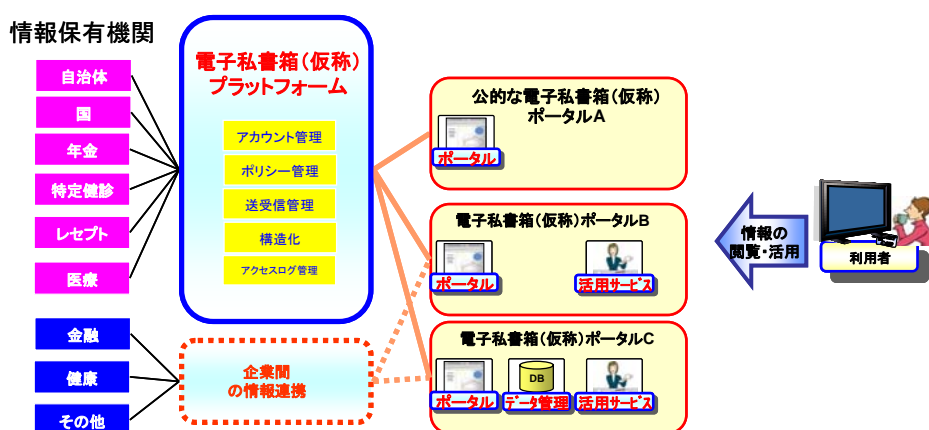 情報保有機関
自治体
国
年金
特定健診
レセプト
医療
金融
健康
その他
電子私書箱(仮称)
プラットフォーム
アカウント管理
ポリシー管理
送受信管理
構造化
アクセスログ管理
企業間
の情報連携
公的な電子私書箱(仮称)
ポータルA
ポータル
電子私書箱(仮称)ポータルB
ポータル
活用サービス
電子私書箱(仮称)ポータルC
ポータル
DB
データ管理
活用サービス
情報の
閲覧・活用
利用者